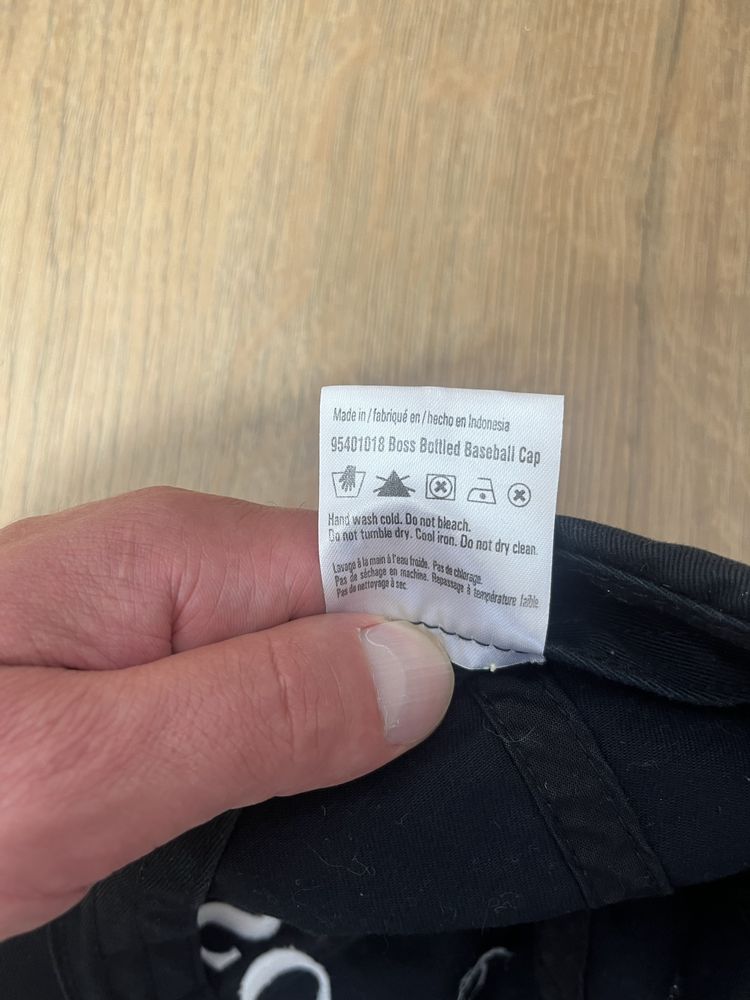 Made in / fabriqué en / hecho en Indonesia
95401018 Boss Bottled Baseball Cap
Hand wash cold. Do not bleach.
Do not tumble dry. Cool iron. Do not dry clean.
Lavage à la main à l'eau froide. Pas de chlorage.
Pas de séchage en machine. Repassage à température faible.
Pas de nettoyage à sec.